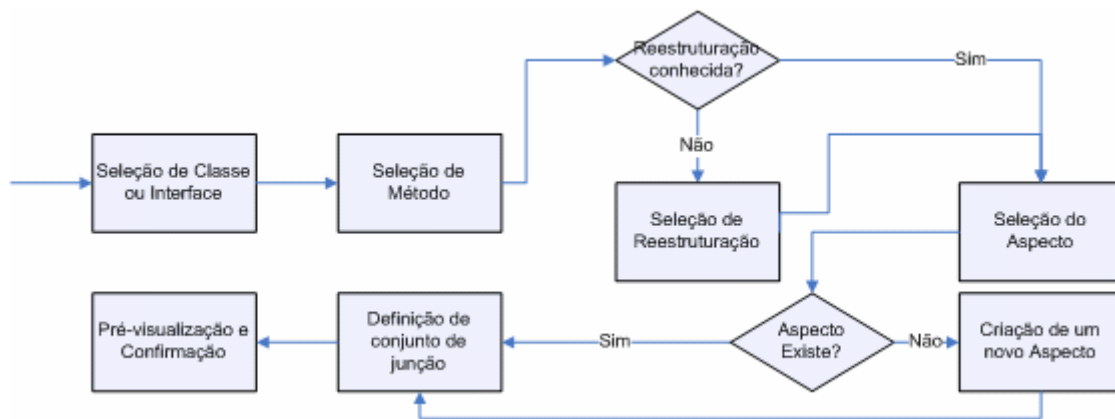 Reestruturação
conhecida?
Sim
Não
Seleção de Classe
ou Interface
Seleção de
Método
Seleção de
Reestruturação
Seleção do
Aspecto
Pré-visualização e
Confirmação
Definição de
conjunto de
junção
Sim
Aspecto
Existe?
Não
Criação de um
novo Aspecto